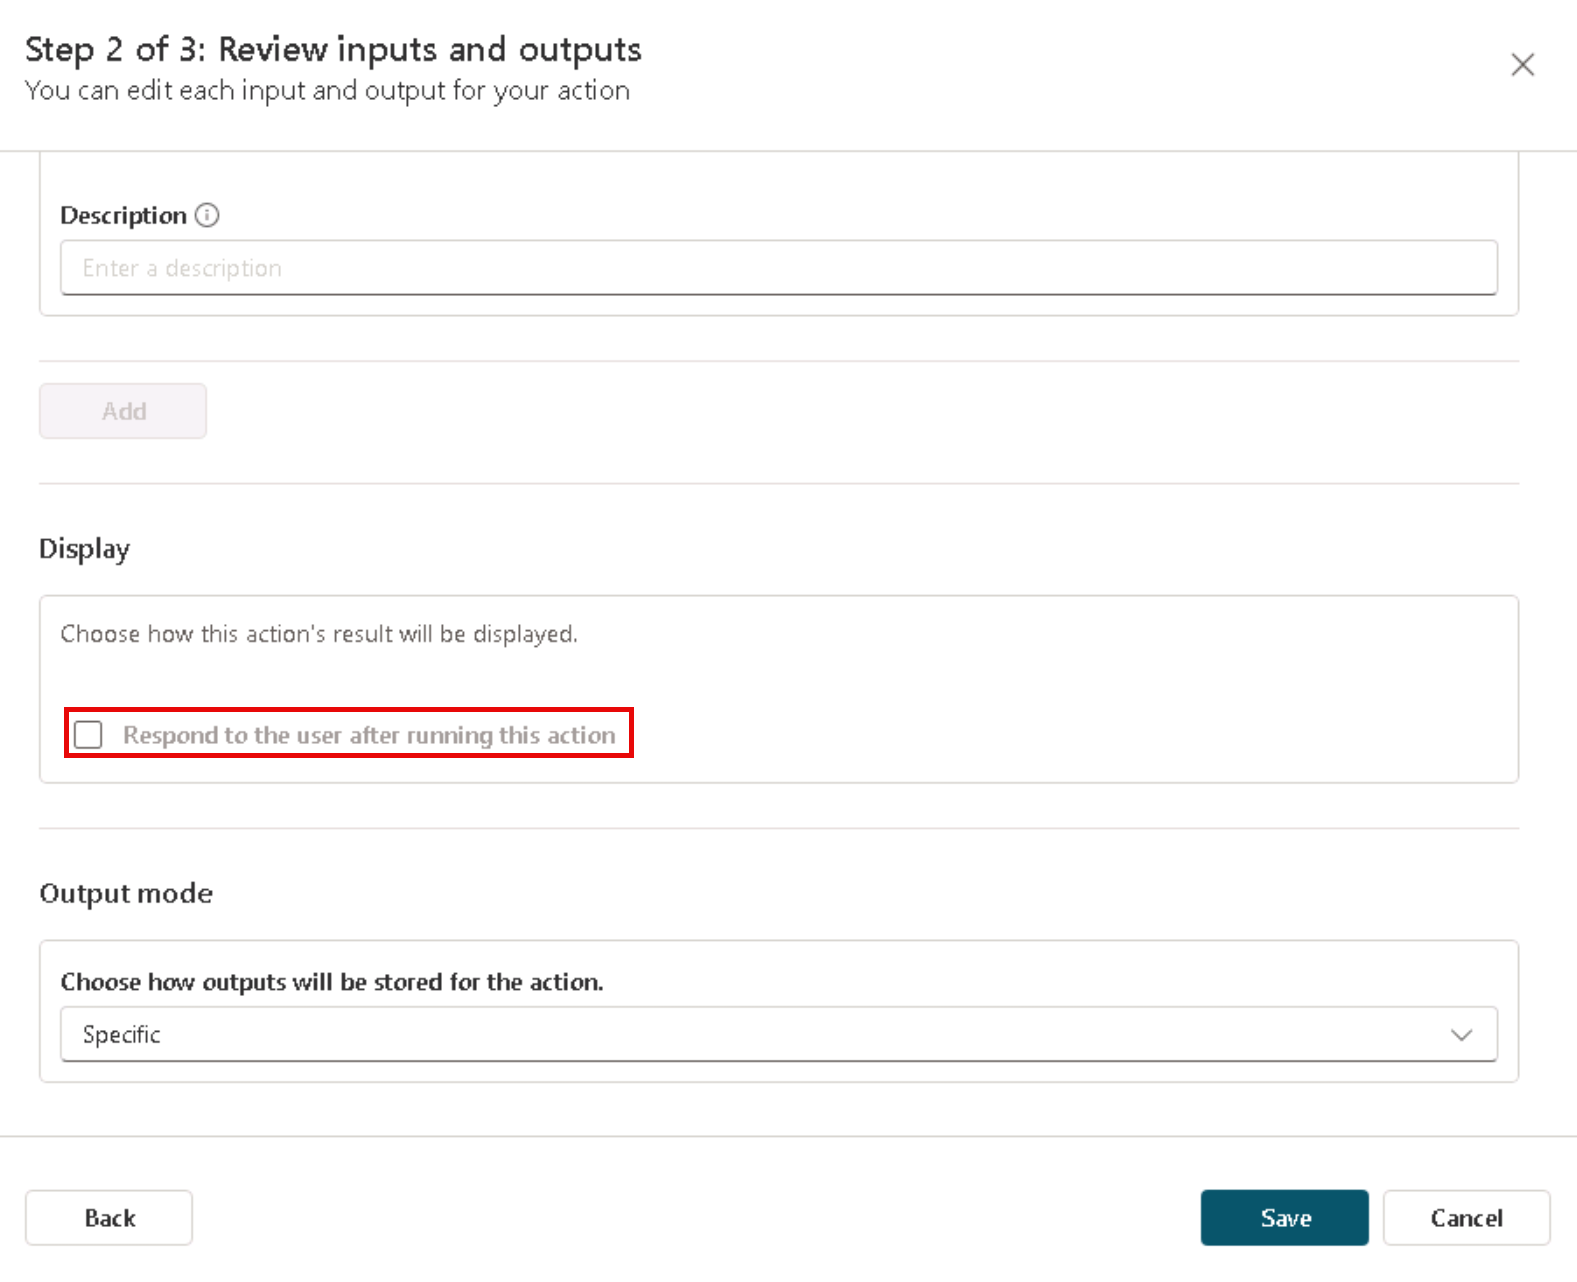 Step 2 of 3: Review inputs and outputs
You can edit each input and output for your action
Description
Enter a description
Add
Display
Choose how this action's result will be displayed.
Respond to the user after running this action
Output mode
Choose how outputs will be stored for the action.
Specific
Back
Save
Cancel